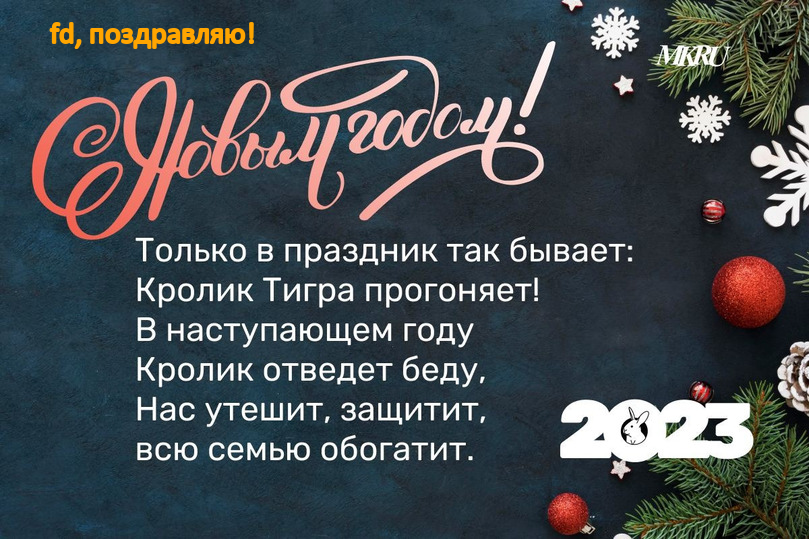 fd, поздравляю!
MKRU
С Новым годом!
Только в праздник так бывает:
Кролик Тигра прогоняет!
В наступающем году
Кролик отведет беду,
Нас утешит, защитит,
всю семью обогатит.
2023